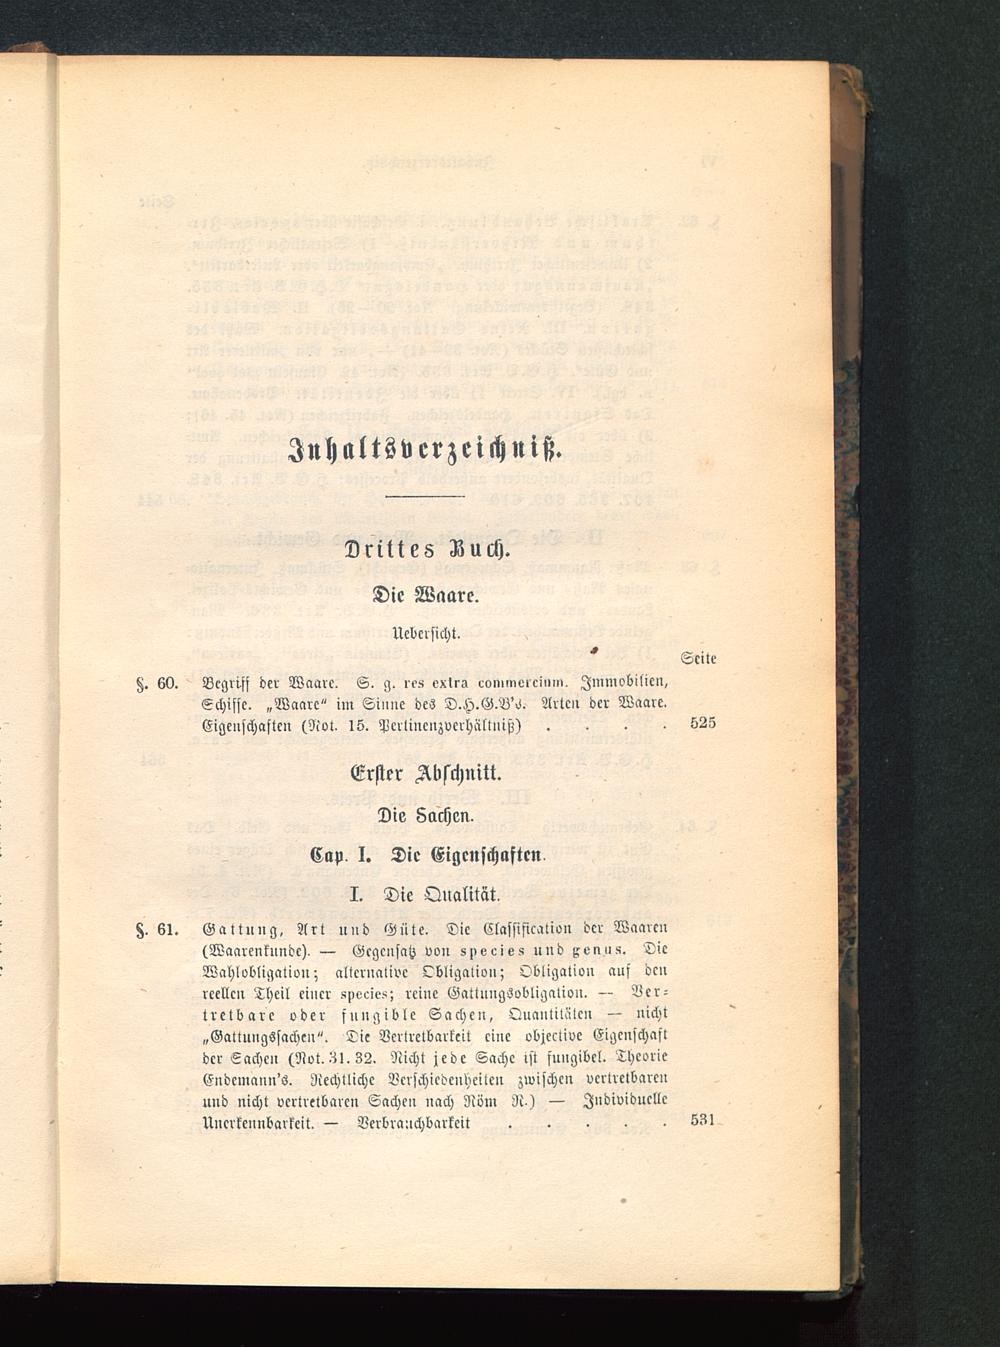 Inhaltsverzeichniß.
Drittes Buch.
Die Waare.
Uebersicht.
Seite
§. 60. Begriff der Waare. S. g. res extra commercium. Immobilien,
Schiffe. „Waare“ im Sinne des D.H.G.B's. Arten der Waare.
Eigenschaften (Not. 15. Pertinenzverhältniß) . . . . 525
Erster Abschnitt.
Die Sachen.
Cap. I. Die Eigenschaften.
I. Die Qualität.
§. 61. Gattung, Art und Güte. Die Classification der Waaren
(Waarenkunde). — Gegensatz von species und genus. Die
Wahlobligation; alternative Obligation; Obligation auf den
reellen Theil einer species; reine Gattungsobligation. — Ver-
tretbare oder fungible Sachen, Quantitäten — nicht
„Gattungssachen“. Die Vertretbarkeit eine objective Eigenschaft
der Sachen (Not. 31. 32. Nicht jede Sache ist fungibel. Theorie
Endemann's. Rechtliche Verschiedenheiten zwischen vertretbaren
und nicht vertretbaren Sachen nach Röm R.) — Individuelle
Unerkennbarkeit. — Verbrauchbarkeit . . . . . 531